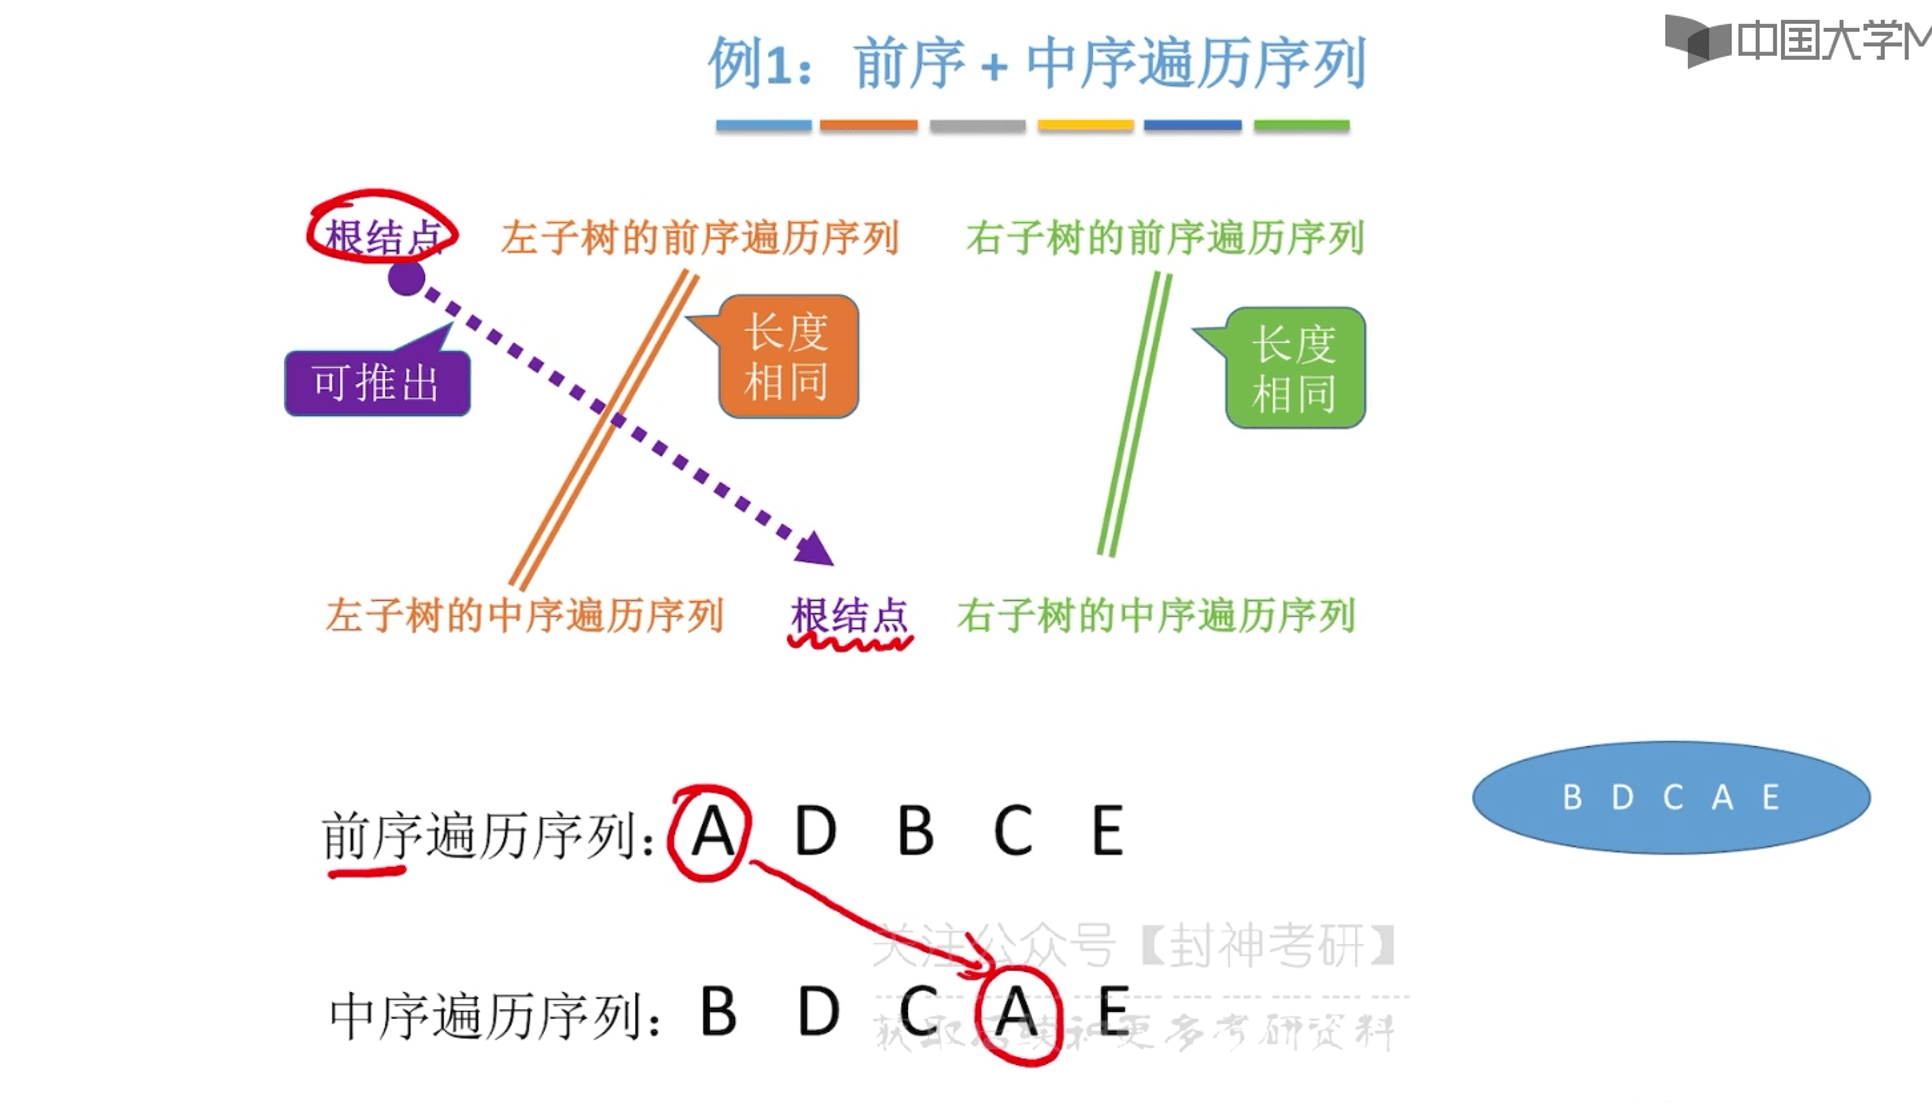 中国大学M
例1：前序 + 中序遍历序列
根结点 左子树的前序遍历序列 右子树的前序遍历序列
可推出
长度
相同
长度
相同
左子树的中序遍历序列 根结点 右子树的中序遍历序列
B D C A E
前序遍历序列: A D B C E
关注公众号【封神考研】
中序遍历序列: B D C A E
获取后续和更多考研资料